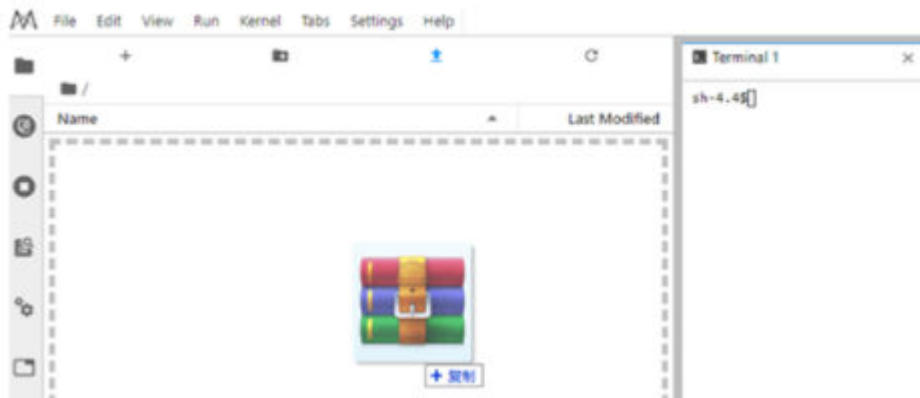 File Edit View Run Kernel Tabs Settings Help
Terminal 1
/
sh-4.4$
Name Last Modified
+ 复制